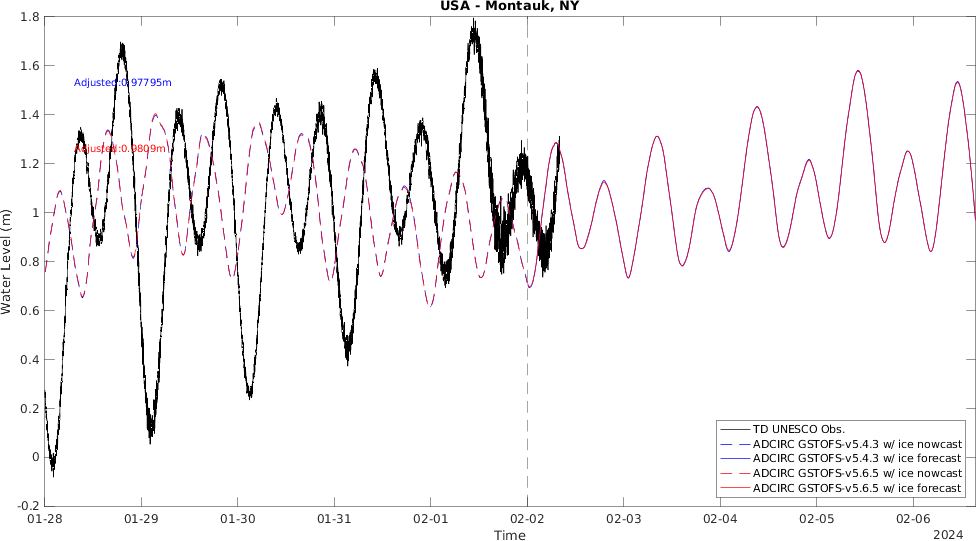 USA - Montauk, NY
1.8
1.6
1.4
1.2
1
0.8
0.6
0.4
0.2
0
-0.2
Water Level (m)
Adjusted:0.97795m
Adjusted:0.9809m
TD UNESCO Obs.
ADCIRC GSTOFS-v5.4.3 w/ ice nowcast
ADCIRC GSTOFS-v5.4.3 w/ ice forecast
ADCIRC GSTOFS-v5.6.5 w/ ice nowcast
ADCIRC GSTOFS-v5.6.5 w/ ice forecast
01-28 01-29 01-30 01-31 02-01 02-02 02-03 02-04 02-05 02-06
Time
2024